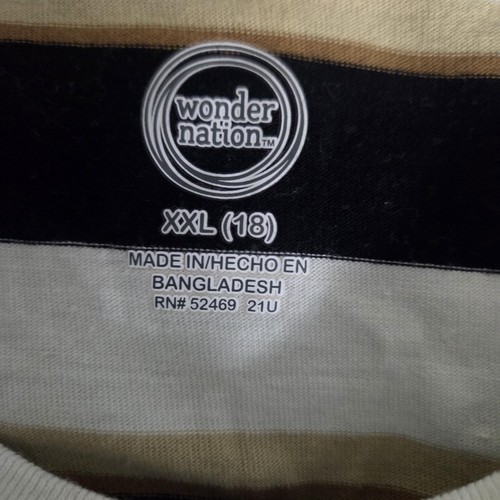 wonder
nation™
XXL (18)
MADE IN/HECHO EN
BANGLADESH
RN# 52469 21U